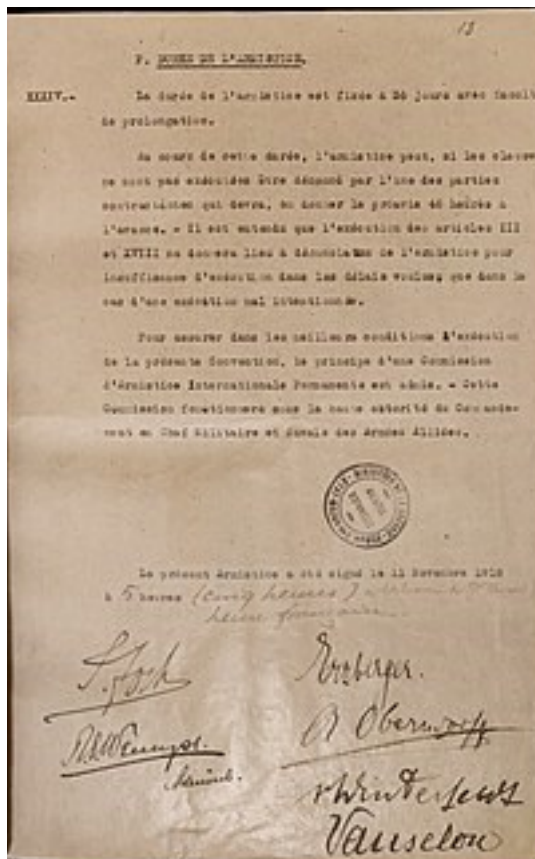 13
F. DUREE DE L'ARMISTICE.
XXXIV.- La durée de l'armistice est fixée à 36 jours avec facult
de prolongation.
Au cours de cette durée, l'armistice peut, si les clauses
ne sont pas exécutées être dénoncé par l'une des parties
contractantes qui devra, en donner le préavis 48 heures à
l'avance. - Il est entendu que l'exécution des articles III
et XVIII ne donnera lieu à dénonciation de l'armistice pour
insuffisance d'exécution dans les délais voulus; que dans le
cas d'une exécution mal intentionnée.
Pour assurer dans les meilleures conditions l'exécution
de la présente Convention, le principe d'une Commission
d'Armistice Internationale Permanente est admis. - Cette
Commission fonctionnera sous la haute autorité du Commande-
ment en Chef Militaire et Navale des Armées Alliées.
Le présent Armistice a été signé le 11 Novembre 1918
à 5 heures (cinq heures)
heure française.
F. Foch
Erzberger.
R.E. Wemyss.
A Oberndorff
Admiral.
v Winterfeldt
Vanselow